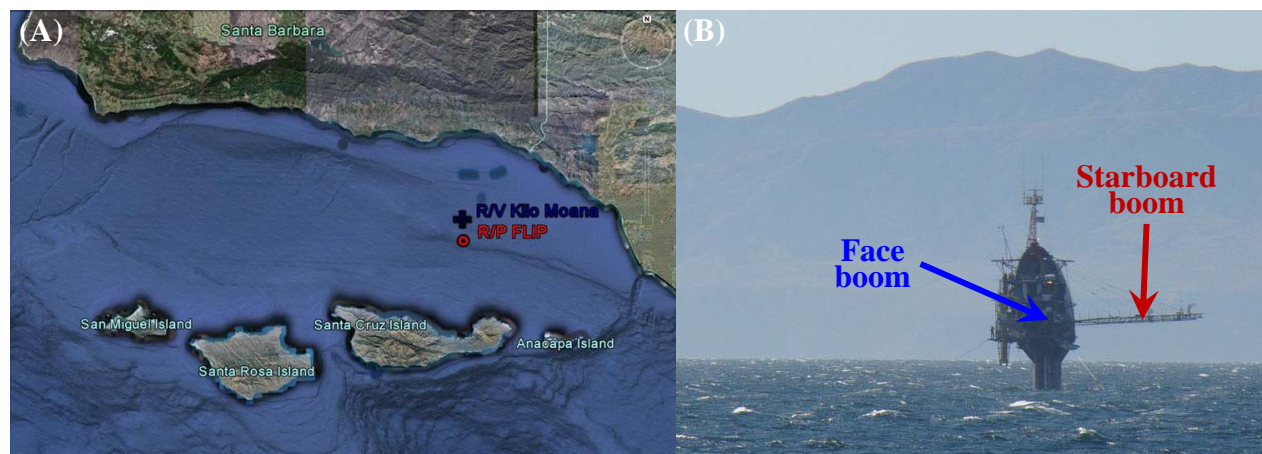 (A)
Santa Barbara
N
R/V Kilo Moana
R/P FLIP
San Miguel Island
Santa Cruz Island
Anacapa Island
Santa Rosa Island
(B)
Starboard
boom
Face
boom